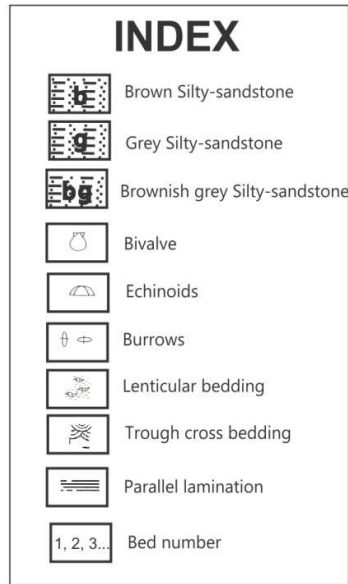 INDEX
b Brown Silty-sandstone
g Grey Silty-sandstone
bg Brownish grey Silty-sandstone
Bivalve
Echinoids
Burrows
Lenticular bedding
Trough cross bedding
Parallel lamination
1, 2, 3... Bed number